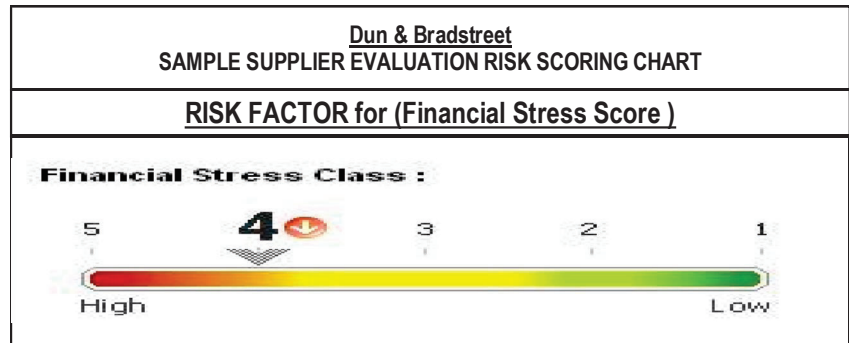 Dun & Bradstreet
SAMPLE SUPPLIER EVALUATION RISK SCORING CHART
RISK FACTOR for (Financial Stress Score )
Financial Stress Class :
5 4 3 2 1
High Low